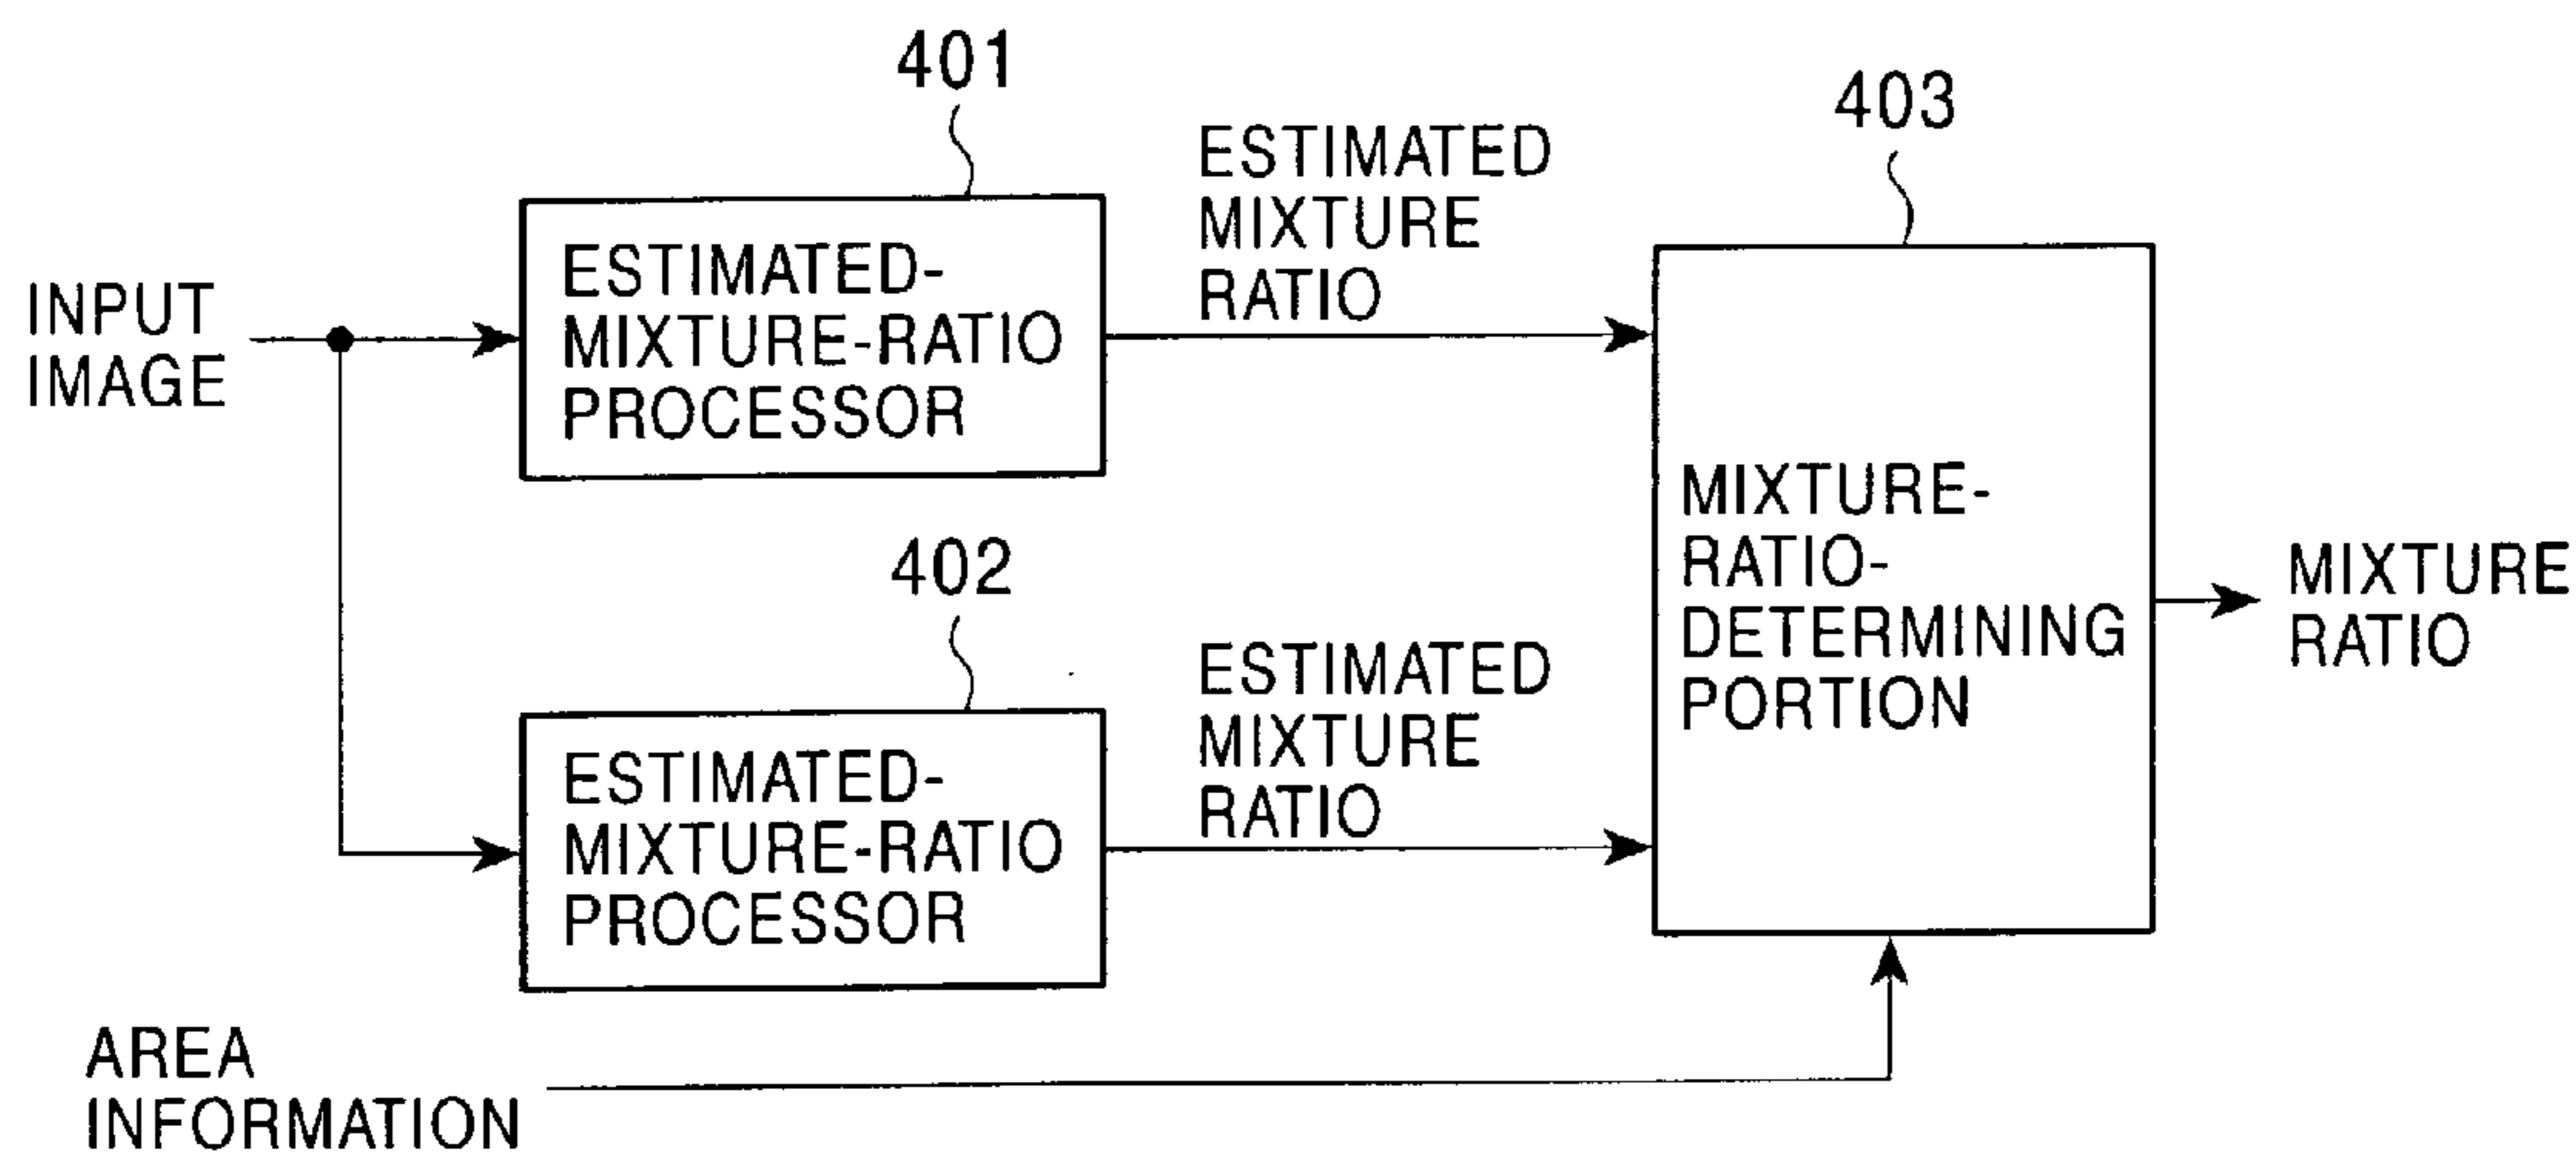 401
403
ESTIMATED
MIXTURE
RATIO
INPUT
IMAGE
ESTIMATED-
MIXTURE-RATIO
PROCESSOR
MIXTURE-
RATIO-
DETERMINING
PORTION
MIXTURE
RATIO
402
ESTIMATED
MIXTURE
RATIO
ESTIMATED-
MIXTURE-RATIO
PROCESSOR
AREA
INFORMATION